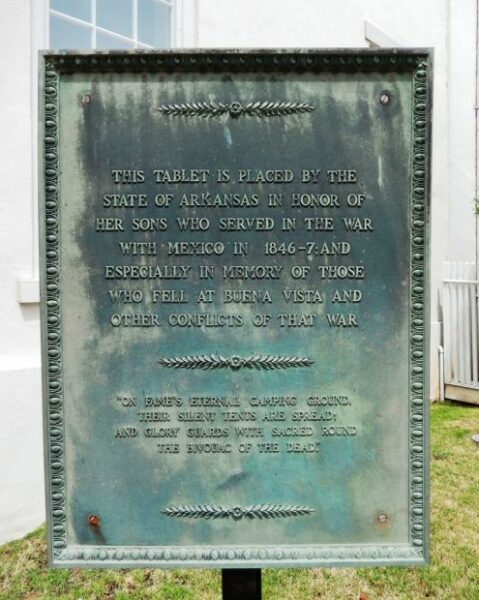 THIS TABLET IS PLACED BY THE
STATE OF ARKANSAS IN HONOR OF
HER SONS WHO SERVED IN THE WAR
WITH MEXICO IN 1846-7: AND
ESPECIALLY IN MEMORY OF THOSE
WHO FELL AT BUENA VISTA AND
OTHER CONFLICTS OF THAT WAR
"ON FAME'S ETERNAL CAMPING GROUND,
THEIR SILENT TENTS ARE SPREAD;
AND GLORY GUARDS WITH SACRED ROUND
THE BIVOUAC OF THE DEAD."